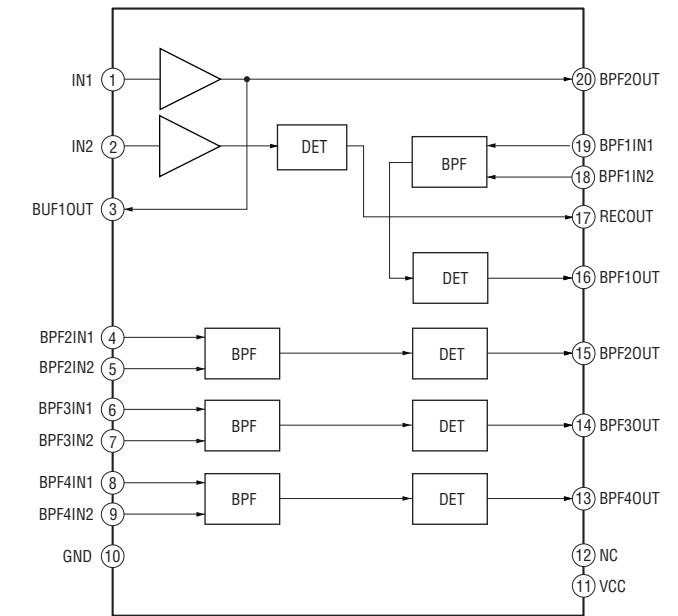 IN1 1
20 BPF2OUT
IN2 2
DET
BPF
19 BPF1IN1
18 BPF1IN2
BUF1OUT 3
17 RECOUT
DET
16 BPF1OUT
BPF2IN1 4
BPF2IN2 5
BPF
DET
15 BPF2OUT
BPF3IN1 6
BPF3IN2 7
BPF
DET
14 BPF3OUT
BPF4IN1 8
BPF4IN2 9
BPF
DET
13 BPF4OUT
GND 10
12 NC
11 VCC